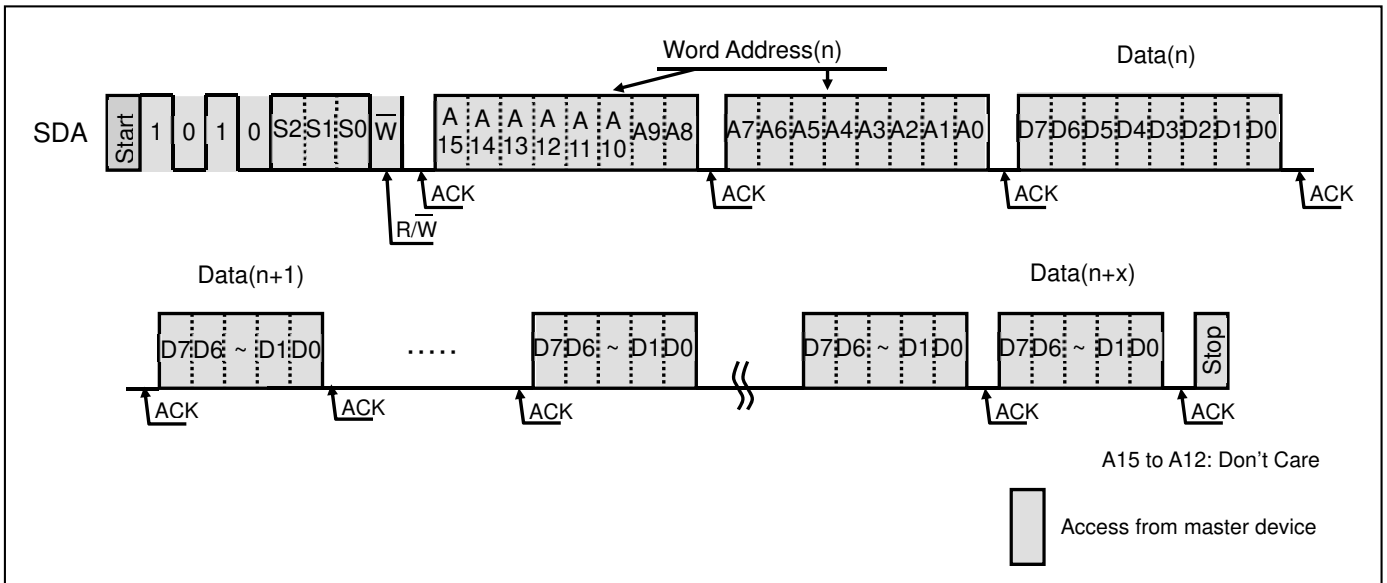 Word Address(n)
Data(n)
SDA Start 1 0 1 0 S2 S1 S0 W̅ A15 A14 A13 A12 A11 A10 A9 A8 A7 A6 A5 A4 A3 A2 A1 A0 D7 D6 D5 D4 D3 D2 D1 D0
ACK ACK ACK ACK
R/W̅
Data(n+1) Data(n+x)
D7 D6 ~ D1 D0 ..... D7 D6 ~ D1 D0 D7 D6 ~ D1 D0 D7 D6 ~ D1 D0 Stop
ACK ACK ACK ACK ACK
A15 to A12: Don't Care
Access from master device